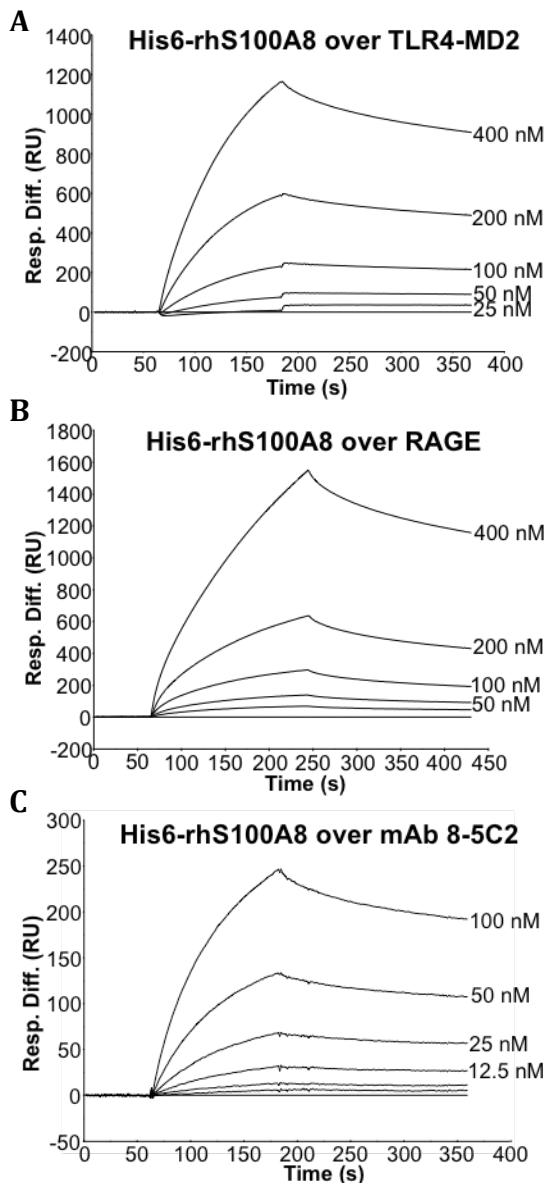 A
His6-rhS100A8 over TLR4-MD2
Resp. Diff. (RU)
1400
1200
1000
800
600
400
200
0
-200
400 nM
200 nM
100 nM
50 nM
25 nM
0 50 100 150 200 250 300 350 400
Time (s)
B
His6-rhS100A8 over RAGE
Resp. Diff. (RU)
1800
1600
1400
1200
1000
800
600
400
200
0
-200
400 nM
200 nM
100 nM
50 nM
0 50 100 150 200 250 300 350 400 450
Time (s)
C
His6-rhS100A8 over mAb 8-5C2
Resp. Diff. (RU)
300
250
200
150
100
50
0
-50
100 nM
50 nM
25 nM
12.5 nM
0 50 100 150 200 250 300 350 400
Time (s)